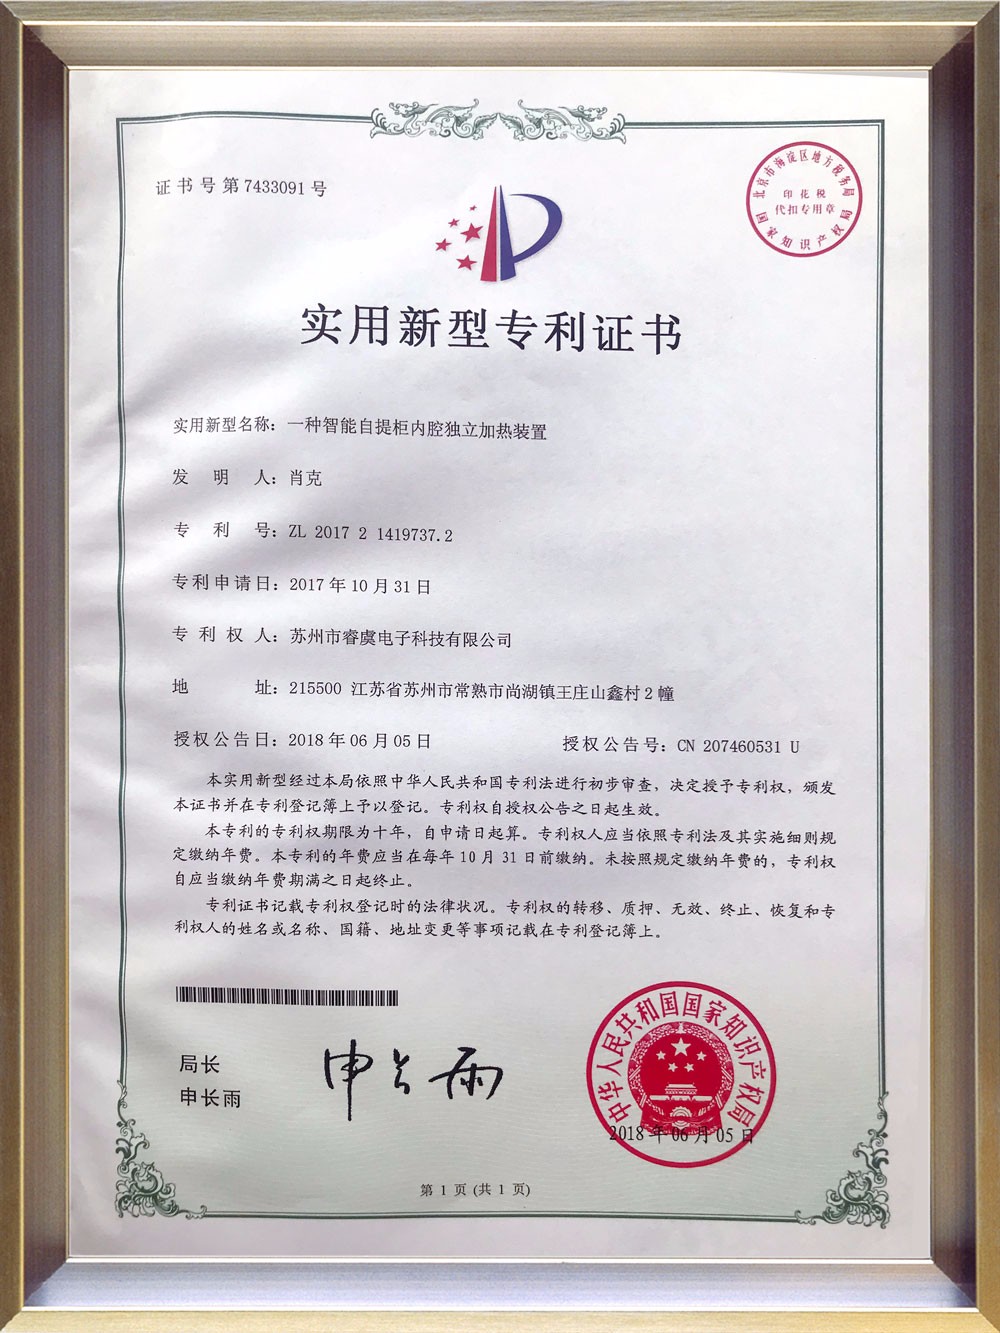 证书号第7433091号
北京市海淀区地方税务局
印花税
代扣专用章
国家知识产权局
实用新型专利证书
实用新型名称：一种智能自提柜内腔独立加热装置
发明人：肖克
专利号：ZL 2017 2 1419737.2
专利申请日：2017年10月31日
专利权人：苏州市睿虞电子科技有限公司
地址：215500 江苏省苏州市常熟市尚湖镇王庄山鑫村2幢
授权公告日：2018年06月05日 授权公告号：CN 207460531 U
本实用新型经过本局依照中华人民共和国专利法进行初步审查，决定授予专利权，颁发
本证书并在专利登记簿上予以登记。专利权自授权公告之日起生效。
本专利的专利权期限为十年，自申请日起算。专利权人应当依照专利法及其实施细则规
定缴纳年费。本专利的年费应当在每年10月31日前缴纳。未按照规定缴纳年费的，专利权
自应当缴纳年费期满之日起终止。
专利证书记载专利权登记时的法律状况。专利权的转移、质押、无效、终止、恢复和专
利权人的姓名或名称、国籍、地址变更等事项记载在专利登记簿上。
局长
申长雨
申长雨
中华人民共和国国家知识产权局
2018年06月05日
第1页(共1页)